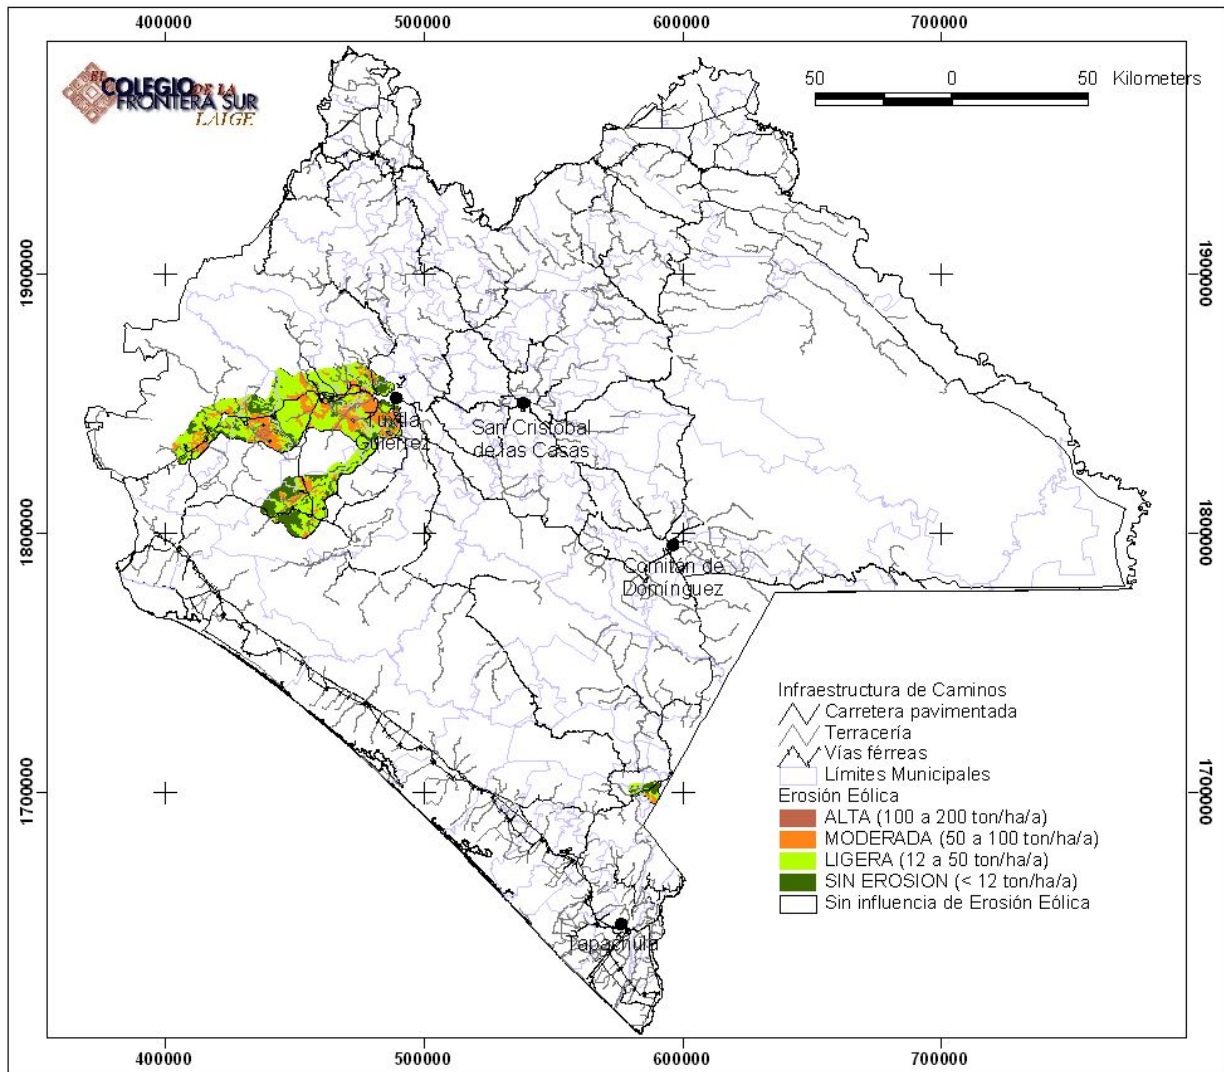 400000 500000 600000 700000
EL
COLEGIO DE LA
FRONTERA SUR
LAIGE
50 0 50 Kilometers
1900000 1900000
Tuxtla
Gutiérrez
San Cristobal
de las Casas
1800000 1800000
Comitán de
Domínguez
Infraestructura de Caminos
Carretera pavimentada
Terracería
Vías férreas
Límites Municipales
1700000 1700000
Erosión Eólica
ALTA (100 a 200 ton/ha/a)
MODERADA (50 a 100 ton/ha/a)
LIGERA (12 a 50 ton/ha/a)
SIN EROSION (< 12 ton/ha/a)
Sin influencia de Erosión Eólica
Tapachula
400000 500000 600000 700000